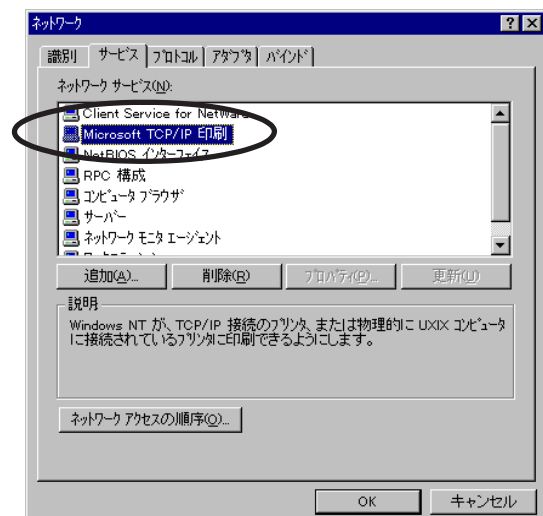 ネットワーク
識別 サービス プロトコル アダプタ バインド
ネットワーク サービス(N):
Client Service for NetWare
Microsoft TCP/IP 印刷
NetBIOS インターフェイス
RPC 構成
コンピュータ ブラウザ
サーバー
ネットワーク モニタ エージェント
追加(A)... 削除(R) プロパティ(P)... 更新(U)
説明
Windows NT が、TCP/IP 接続のプリンタ、または物理的に UXIX コンピュータ
に接続されているプリンタに印刷できるようにします。
ネットワーク アクセスの順序(O)...
OK キャンセル